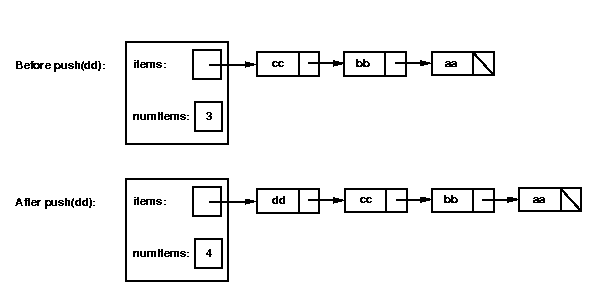 Before push(dd): items: cc bb aa
numItems: 3
After push(dd): items: dd cc bb aa
numItems: 4